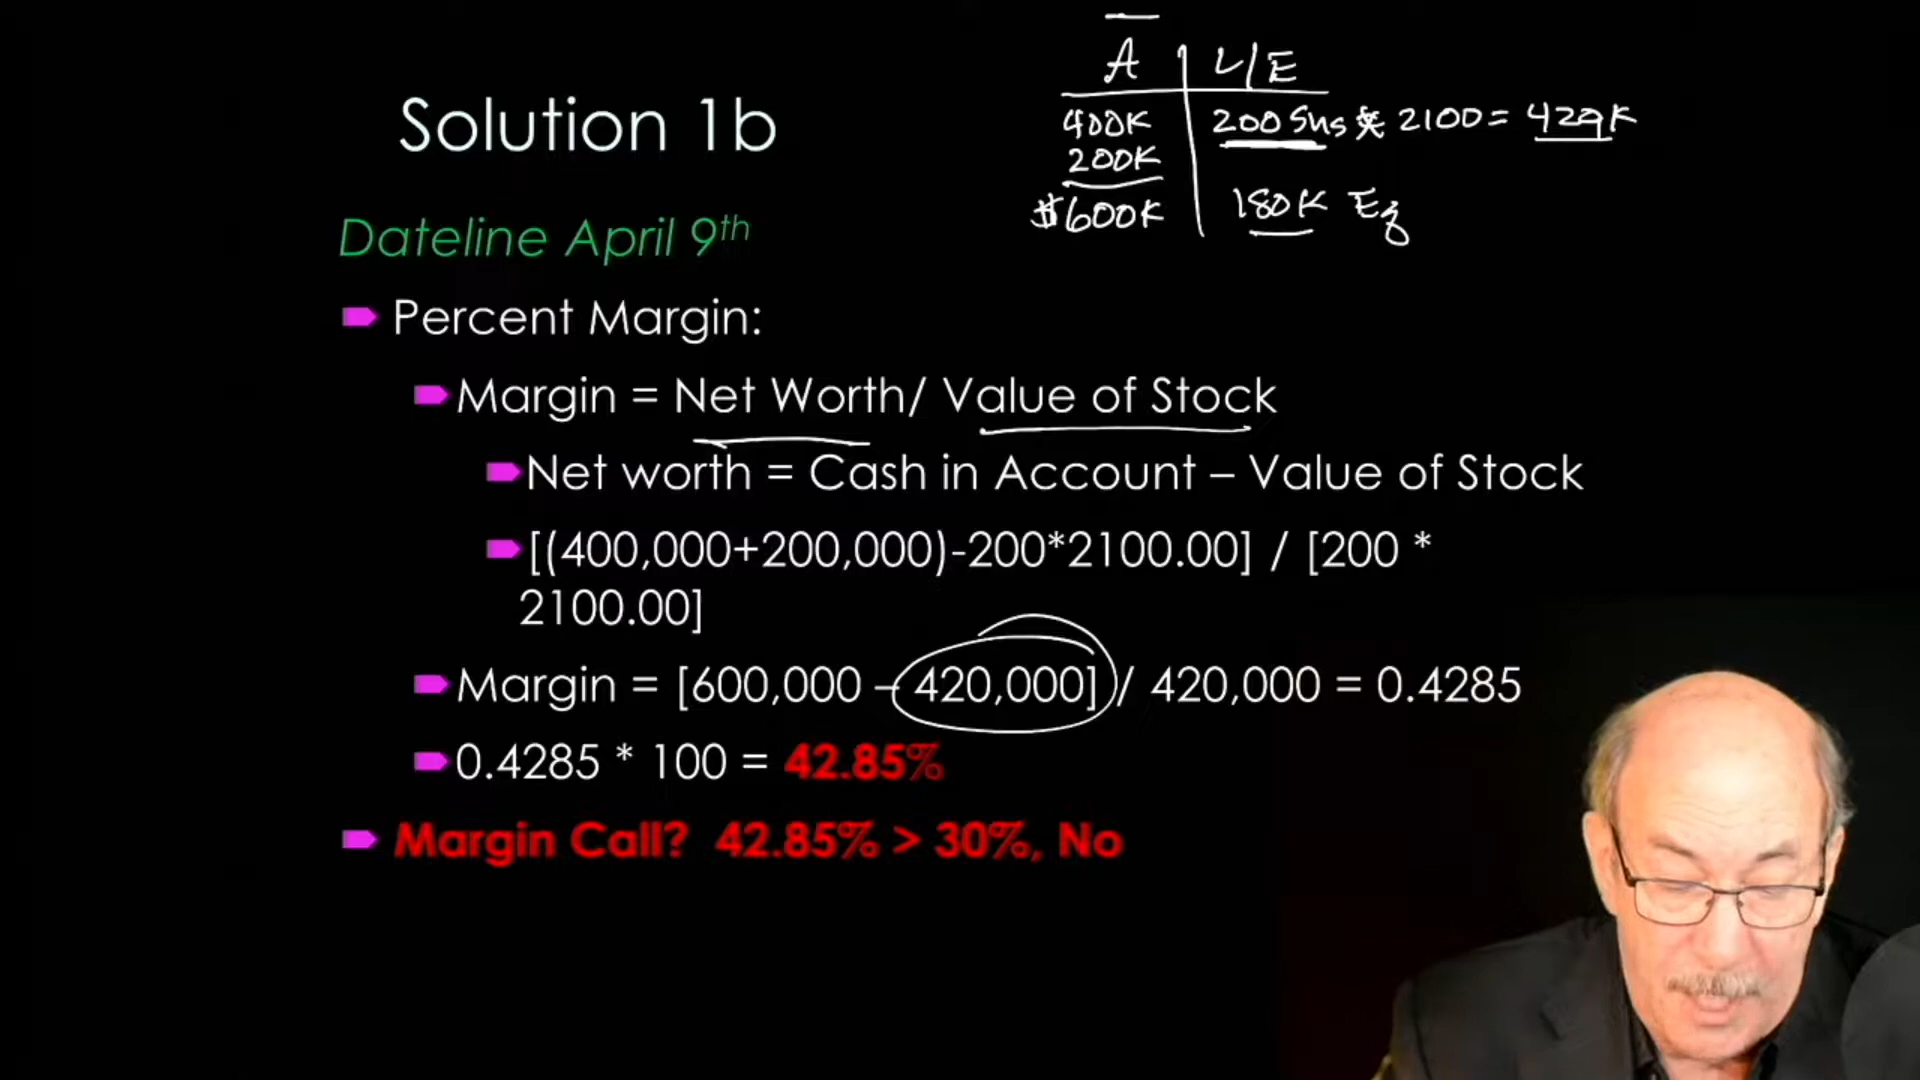 A | L/E
400K | 200 Shs * 2100 = 420K
200K
$600K | 180K Eq
Solution 1b
Dateline April 9th
Percent Margin:
Margin = Net Worth/ Value of Stock
Net worth = Cash in Account – Value of Stock
[(400,000+200,000)-200*2100.00] / [200 *
2100.00]
Margin = [600,000 – 420,000] / 420,000 = 0.4285
0.4285 * 100 = 42.85%
Margin Call? 42.85% > 30%, No